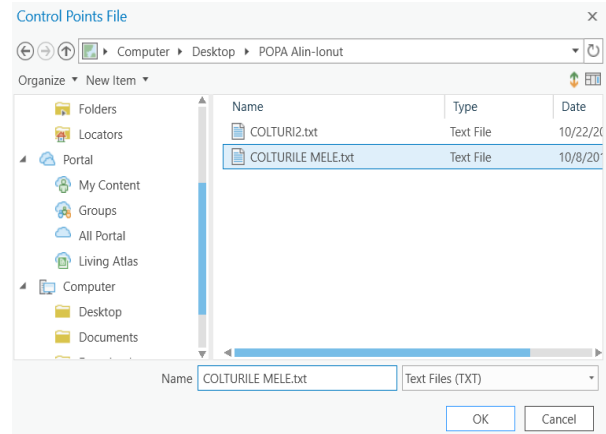 Control Points File
Computer Desktop POPA Alin-Ionut
Organize New Item
Name Type Date
Folders
Locators
Portal
My Content
Groups
All Portal
Living Atlas
Computer
Desktop
Documents
COLTURI2.txt Text File 10/22/20
COLTURILE MELE.txt Text File 10/8/201
Name COLTURILE MELE.txt Text Files (TXT)
OK Cancel